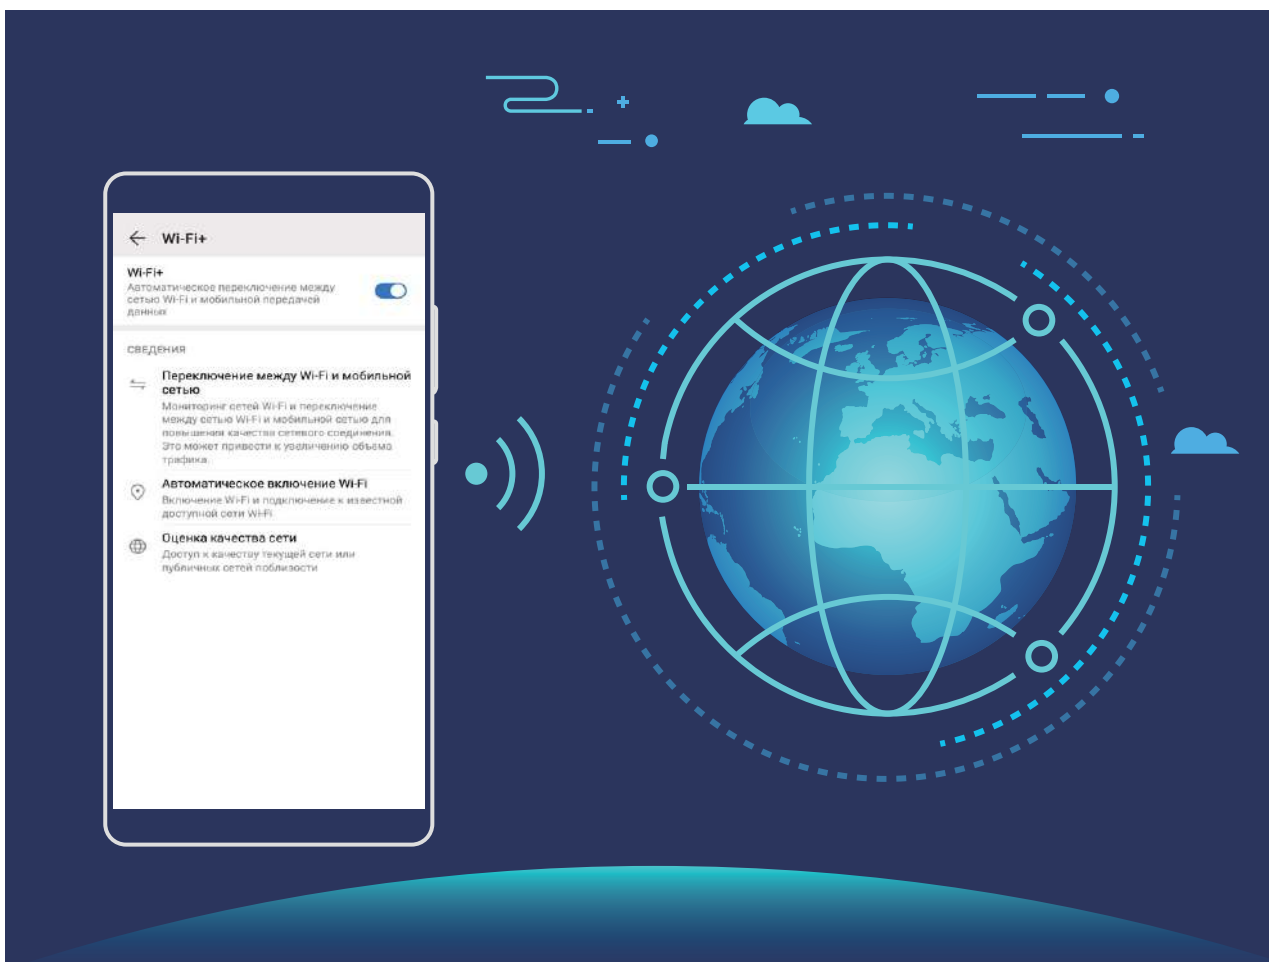 Wi-Fi+
Wi-Fi+
Автоматическое переключение между
сетью Wi-Fi и мобильной передачей
данных
СВЕДЕНИЯ
Переключение между Wi-Fi и мобильной
сетью
Мониторинг сетей Wi-Fi и переключение
между сетью Wi-Fi и мобильной сетью для
повышения качества сетевого соединения.
Это может привести к увеличению объема
трафика.
Автоматическое включение Wi-Fi
Включение Wi-Fi и подключение к известной
доступной сети Wi-Fi
Оценка качества сети
Доступ к качеству текущей сети или
публичных сетей поблизости